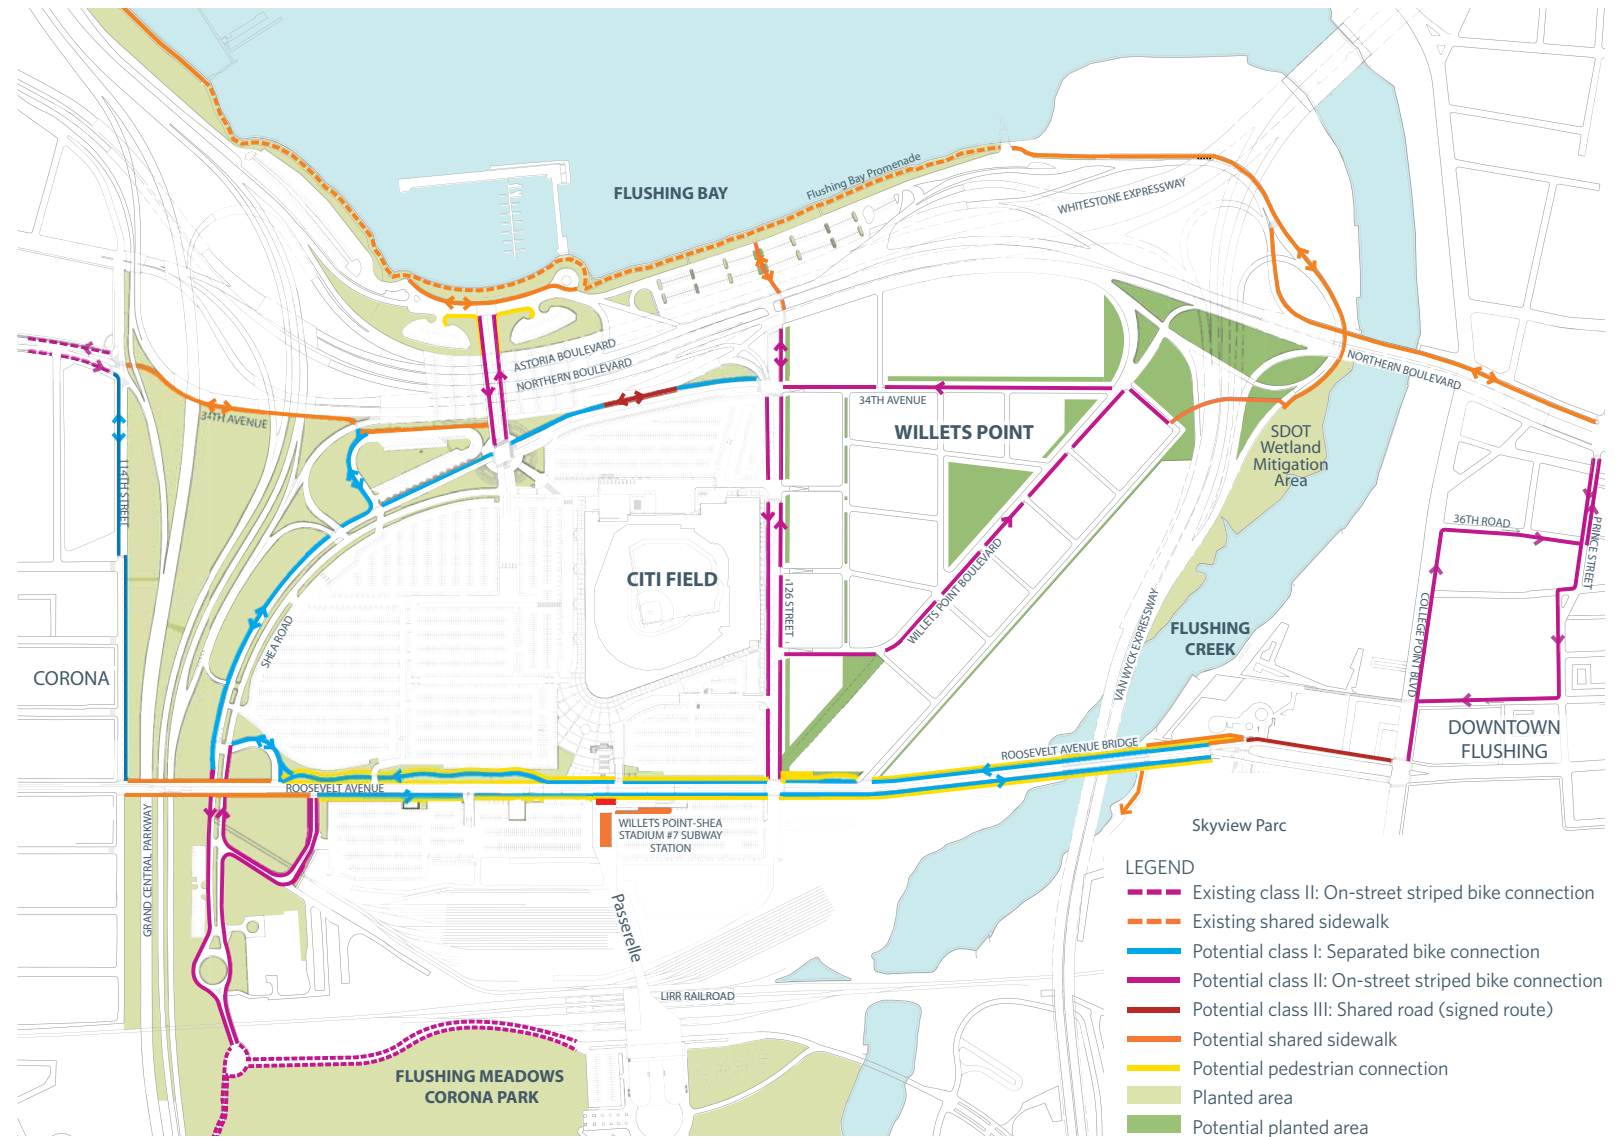 FLUSHING BAY
Flushing Bay Promenade
WHITESTONE EXPRESSWAY
ASTORIA BOULEVARD
NORTHERN BOULEVARD
NORTHERN BOULEVARD
34TH AVENUE
34TH AVENUE
WILLETS POINT
SDOT
Wetland
Mitigation
Area
114TH STREET
36TH ROAD
PRINCE STREET
CITI FIELD
126 STREET
WILLETS POINT BOULEVARD
SHEA ROAD
VAN WYCK EXPRESSWAY
FLUSHING
CREEK
COLLEGE POINT BLVD
CORONA
DOWNTOWN
FLUSHING
ROOSEVELT AVENUE BRIDGE
ROOSEVELT AVENUE
GRAND CENTRAL PARKWAY
WILLETS POINT-SHEA
STADIUM #7 SUBWAY
STATION
Skyview Parc
Passerelle
LIRR RAILROAD
FLUSHING MEADOWS
CORONA PARK
LEGEND
Existing class II: On-street striped bike connection
Existing shared sidewalk
Potential class I: Separated bike connection
Potential class II: On-street striped bike connection
Potential class III: Shared road (signed route)
Potential shared sidewalk
Potential pedestrian connection
Planted area
Potential planted area